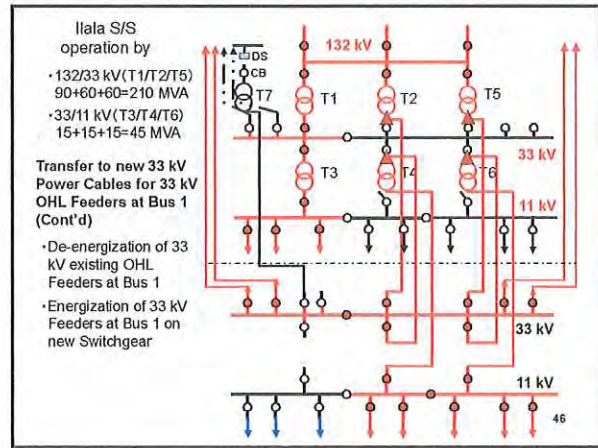 Ilala S/S
operation by
・132/33 kV(T1/T2/T5)
90+60+60=210 MVA
・33/11 kV(T3/T4/T6)
15+15+15=45 MVA
Transfer to new 33 kV
Power Cables for 33 kV
OHL Feeders at Bus 1
(Cont'd)
・De-energization of 33
kV existing OHL
Feeders at Bus 1
・Energization of 33 kV
Feeders at Bus 1 on
new Switchgear
DS
CB
T7
132 kV
T1
T2
T5
33 kV
T3
T4
T6
11 kV
33 kV
11 kV
46